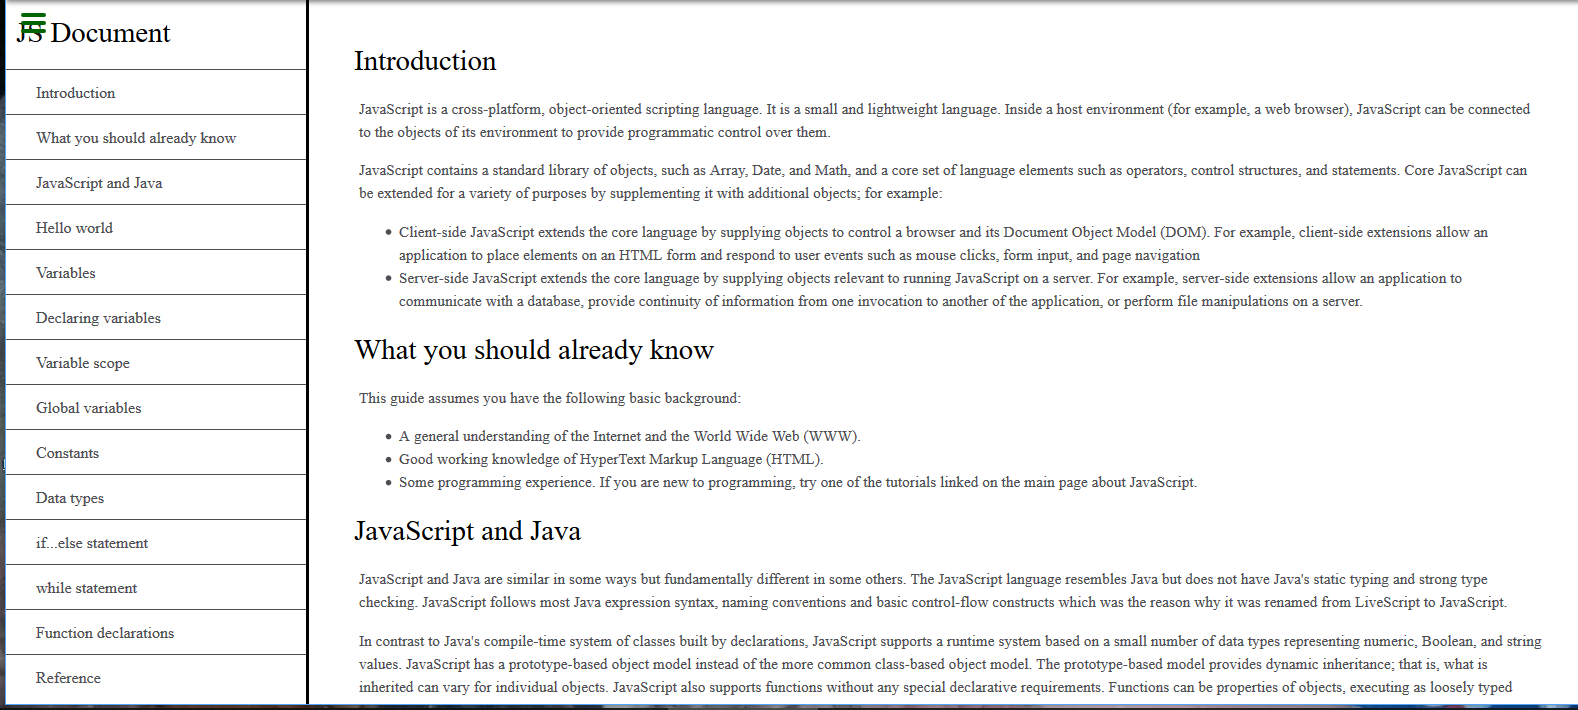 JS Document
Introduction
What you should already know
JavaScript and Java
Hello world
Variables
Declaring variables
Variable scope
Global variables
Constants
Data types
if...else statement
while statement
Function declarations
Reference
Introduction
JavaScript is a cross-platform, object-oriented scripting language. It is a small and lightweight language. Inside a host environment (for example, a web browser), JavaScript can be connected
to the objects of its environment to provide programmatic control over them.
JavaScript contains a standard library of objects, such as Array, Date, and Math, and a core set of language elements such as operators, control structures, and statements. Core JavaScript can
be extended for a variety of purposes by supplementing it with additional objects; for example:
• Client-side JavaScript extends the core language by supplying objects to control a browser and its Document Object Model (DOM). For example, client-side extensions allow an
application to place elements on an HTML form and respond to user events such as mouse clicks, form input, and page navigation
• Server-side JavaScript extends the core language by supplying objects relevant to running JavaScript on a server. For example, server-side extensions allow an application to
communicate with a database, provide continuity of information from one invocation to another of the application, or perform file manipulations on a server.
What you should already know
This guide assumes you have the following basic background:
• A general understanding of the Internet and the World Wide Web (WWW).
• Good working knowledge of HyperText Markup Language (HTML).
• Some programming experience. If you are new to programming, try one of the tutorials linked on the main page about JavaScript.
JavaScript and Java
JavaScript and Java are similar in some ways but fundamentally different in some others. The JavaScript language resembles Java but does not have Java's static typing and strong type
checking. JavaScript follows most Java expression syntax, naming conventions and basic control-flow constructs which was the reason why it was renamed from LiveScript to JavaScript.
In contrast to Java's compile-time system of classes built by declarations, JavaScript supports a runtime system based on a small number of data types representing numeric, Boolean, and string
values. JavaScript has a prototype-based object model instead of the more common class-based object model. The prototype-based model provides dynamic inheritance; that is, what is
inherited can vary for individual objects. JavaScript also supports functions without any special declarative requirements. Functions can be properties of objects, executing as loosely typed